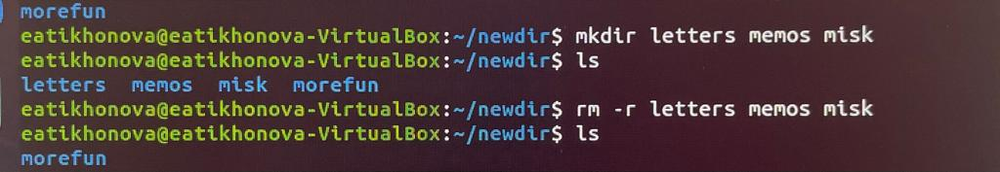 morefun
eatikhonova@eatikhonova-VirtualBox:~/newdir$ mkdir letters memos misk
eatikhonova@eatikhonova-VirtualBox:~/newdir$ ls
letters  memos  misk  morefun
eatikhonova@eatikhonova-VirtualBox:~/newdir$ rm -r letters memos misk
eatikhonova@eatikhonova-VirtualBox:~/newdir$ ls
morefun